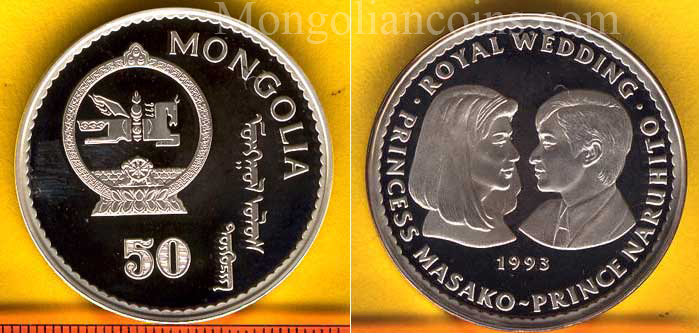 Mongoliancoins.com
MONGOLIA
50
ROYAL WEDDING
PRINCESS MASAKO~PRINCE NARUHITO
1993